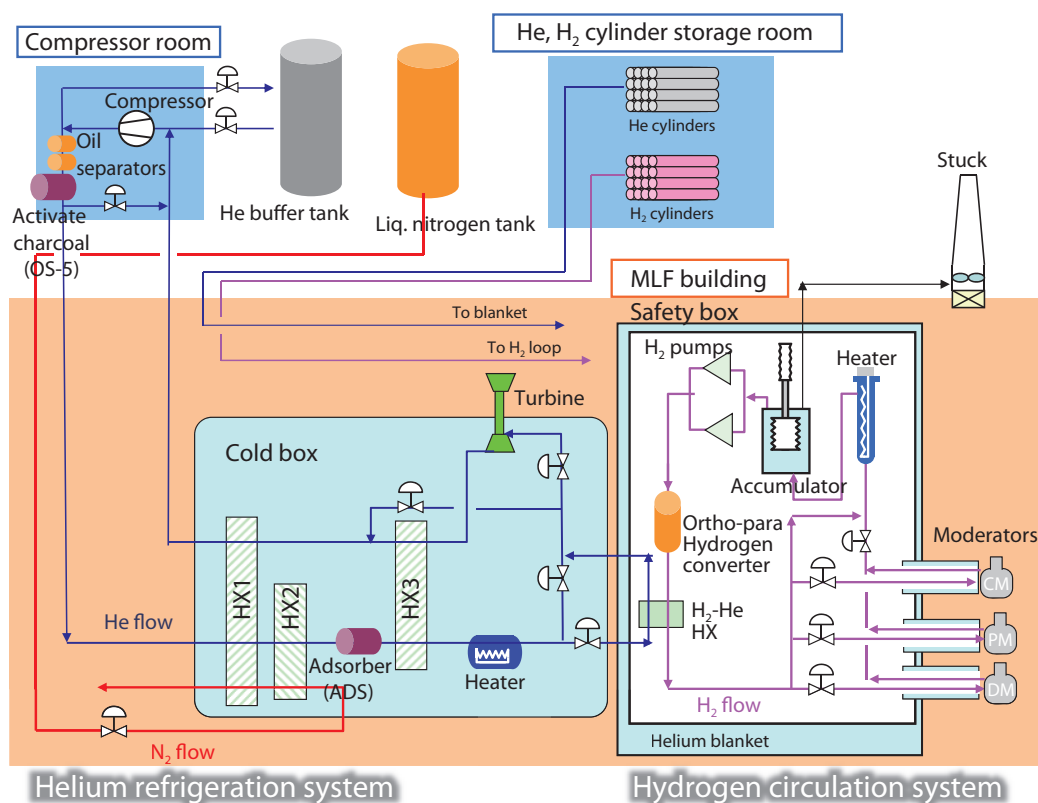 Compressor room
He, H2 cylinder storage room
Compressor
Oil
separators
Activate
charcoal
(OS-5)
He buffer tank
Liq. nitrogen tank
He cylinders
H2 cylinders
Stuck
MLF building
To blanket
To H2 loop
Safety box
H2 pumps
Heater
Turbine
Cold box
Accumulator
Ortho-para
Hydrogen
converter
Moderators
CM
HX1
HX2
HX3
He flow
H2-He
HX
PM
Adsorber
(ADS)
Heater
DM
H2 flow
N2 flow
Helium blanket
Helium refrigeration system
Hydrogen circulation system